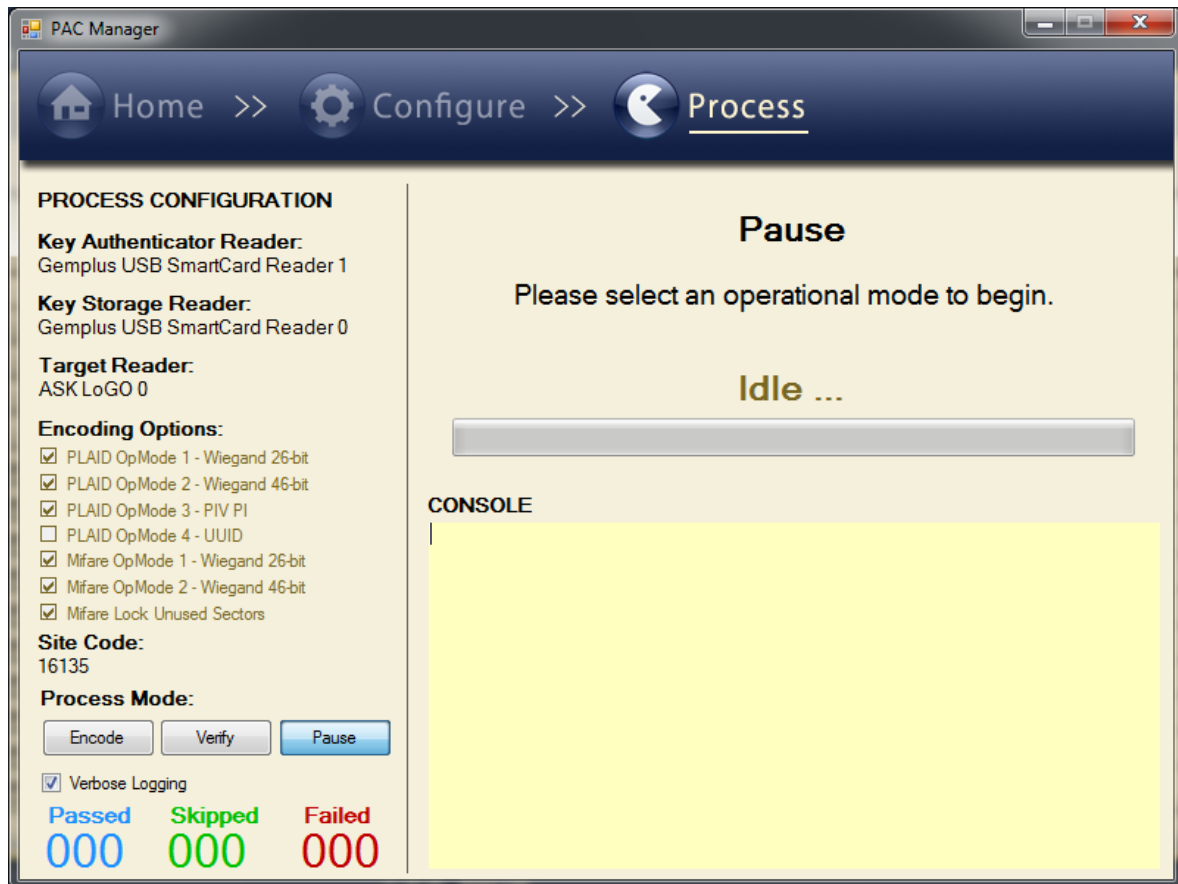 PAC Manager
Home >> Configure >> Process
PROCESS CONFIGURATION
Key Authenticator Reader:
Gemplus USB SmartCard Reader 1
Key Storage Reader:
Gemplus USB SmartCard Reader 0
Target Reader:
ASK LoGO 0
Encoding Options:
PLAID OpMode 1 - Wiegand 26-bit
PLAID OpMode 2 - Wiegand 46-bit
PLAID OpMode 3 - PIV PI
PLAID OpMode 4 - UUID
Mifare OpMode 1 - Wiegand 26-bit
Mifare OpMode 2 - Wiegand 46-bit
Mifare Lock Unused Sectors
Site Code:
16135
Process Mode:
Encode Verify Pause
Verbose Logging
Passed Skipped Failed
000 000 000
Pause
Please select an operational mode to begin.
Idle ...
CONSOLE